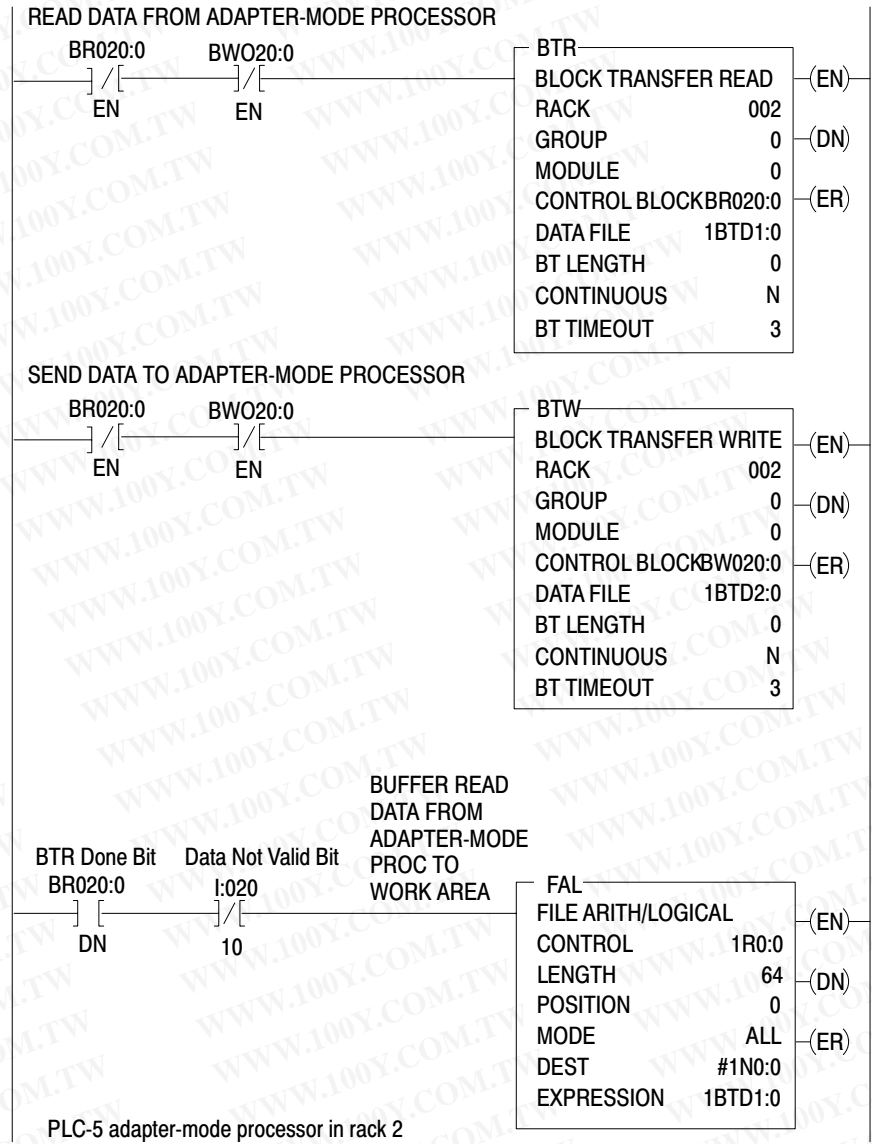 READ DATA FROM ADAPTER-MODE PROCESSOR
BR020:0 BWO20:0
EN EN
BTR
BLOCK TRANSFER READ (EN)
RACK 002
GROUP 0 (DN)
MODULE 0
CONTROL BLOCK BR020:0 (ER)
DATA FILE 1BTD1:0
BT LENGTH 0
CONTINUOUS N
BT TIMEOUT 3
SEND DATA TO ADAPTER-MODE PROCESSOR
BR020:0 BWO20:0
EN EN
BTW
BLOCK TRANSFER WRITE (EN)
RACK 002
GROUP 0 (DN)
MODULE 0
CONTROL BLOCK BW020:0 (ER)
DATA FILE 1BTD2:0
BT LENGTH 0
CONTINUOUS N
BT TIMEOUT 3
BUFFER READ
DATA FROM
ADAPTER-MODE
PROC TO
WORK AREA
BTR Done Bit Data Not Valid Bit
BR020:0 I:020
DN 10
FAL
FILE ARITH/LOGICAL (EN)
CONTROL 1R0:0
LENGTH 64 (DN)
POSITION 0
MODE ALL (ER)
DEST #1N0:0
EXPRESSION 1BTD1:0
PLC-5 adapter-mode processor in rack 2
WWW.100Y.COM.TW